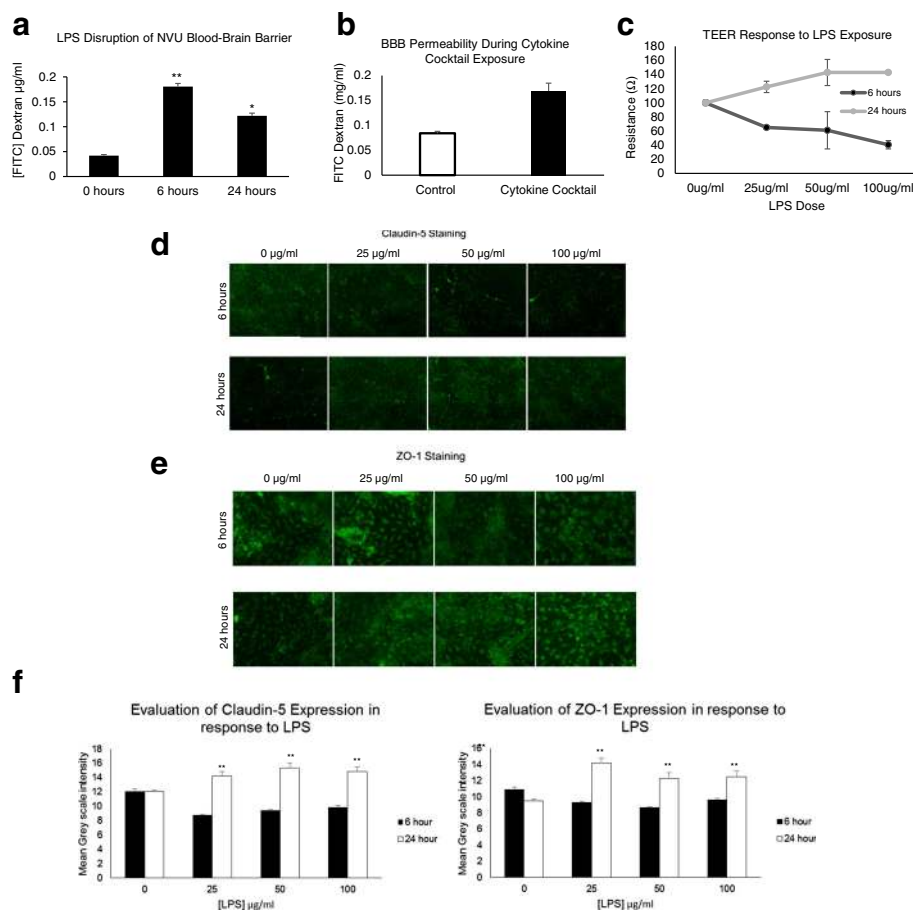 a
LPS Disruption of NVU Blood-Brain Barrier
[FITC] Dextran µg/ml
0.2
0.15
0.1
0.05
0
**
*
0 hours
6 hours
24 hours
b
BBB Permeability During Cytokine
Cocktail Exposure
FITC Dextran (mg/ml)
0.2
0.15
0.1
0.05
0
Control
Cytokine Cocktail
c
TEER Response to LPS Exposure
Resistance (Ω)
160
140
120
100
80
60
40
20
0
6 hours
24 hours
0ug/ml
25ug/ml
50ug/ml
100ug/ml
LPS Dose
d
Claudin-5 Staining
0 µg/ml
25 µg/ml
50 µg/ml
100 µg/ml
6 hours
24 hours
e
ZO-1 Staining
0 µg/ml
25 µg/ml
50 µg/ml
100 µg/ml
6 hours
24 hours
f
Evaluation of Claudin-5 Expression in
response to LPS
Mean Grey scale intensity
18
16
14
12
10
8
6
4
2
0
**
**
**
6 hour
24 hour
0
25
50
100
[LPS] µg/ml
Evaluation of ZO-1 Expression in response to
LPS
Mean Grey scale intensity
16
14
12
10
8
6
4
2
0
**
**
**
**
6 hour
24 hour
0
25
50
100
[LPS] µg/ml